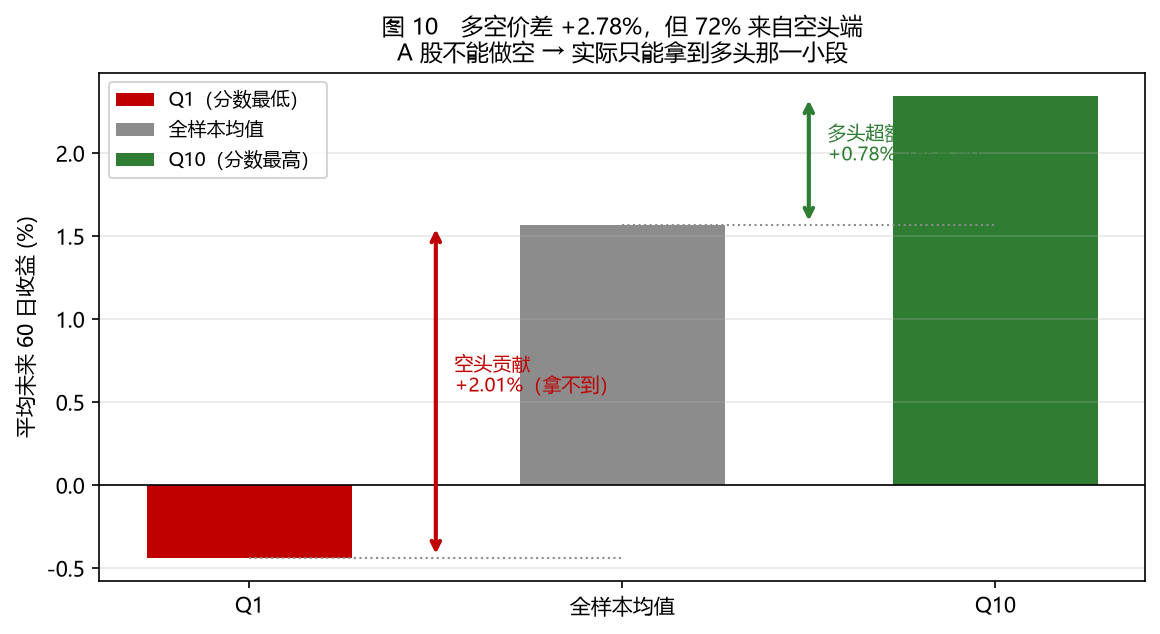 图 10　多空价差 +2.78%，但 72% 来自空头端
A 股不能做空 → 实际只能拿到多头那一小段
Q1（分数最低）
全样本均值
Q10（分数最高）
平均未来 60 日收益 (%)
2.0
1.5
1.0
0.5
0.0
-0.5
多头超额
+0.78%
空头贡献
+2.01%（拿不到）
Q1
全样本均值
Q10